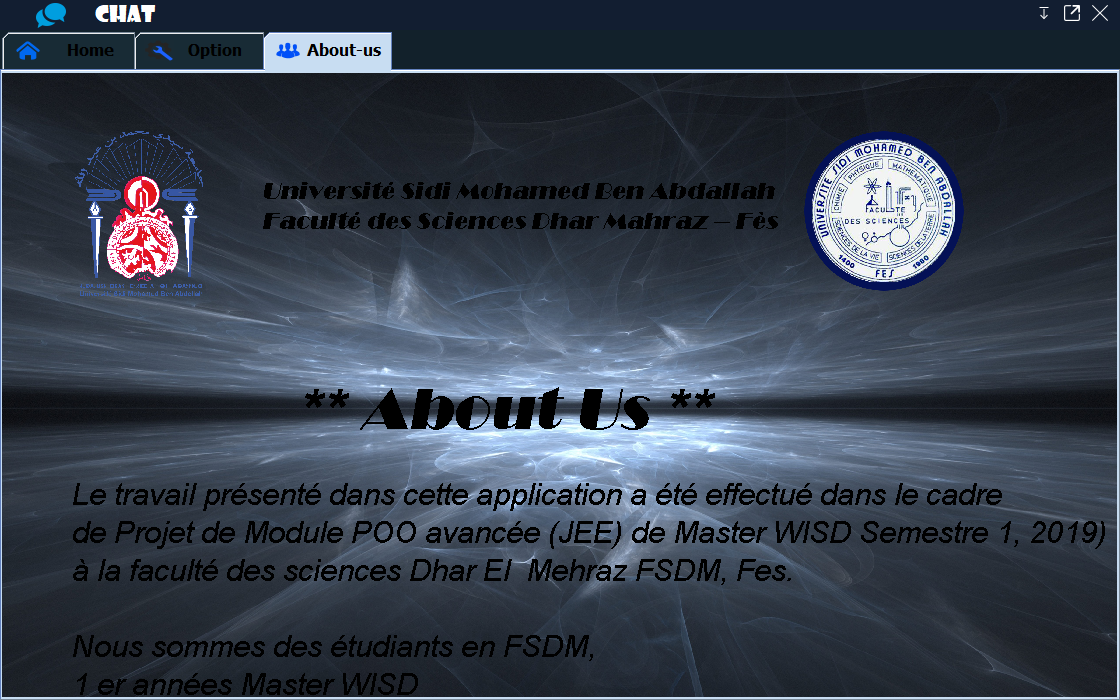 CHAT
Home
Option
About-us
Université Sidi Mohamed Ben Abdallah
Faculté des Sciences Dhar Mahraz – Fès
UNIVERSITE SIDI MOHAMED BEN ABDALLAH
PHYSIQUE
MATHEMATIQUE
CHIMIE
FACULTE
DES SCIENCES
SCIENCES DE LA VIE
SCIENCES DE LA TERRE
1400 FES 1980
Université Sidi Mohamed Ben Abdallah
** About Us **
Le travail présenté dans cette application a été effectué dans le cadre
de Projet de Module POO avancée (JEE) de Master WISD Semestre 1, 2019)
à la faculté des sciences Dhar El  Mehraz FSDM, Fes.
Nous sommes des étudiants en FSDM,
1 er années Master WISD